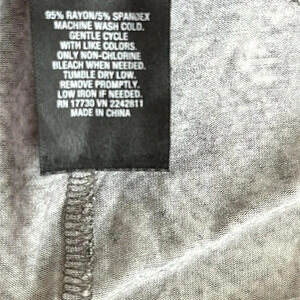 95% RAYON/5% SPANDEX
MACHINE WASH COLD.
GENTLE CYCLE
WITH LIKE COLORS.
ONLY NON-CHLORINE
BLEACH WHEN NEEDED.
TUMBLE DRY LOW.
REMOVE PROMPTLY.
LOW IRON IF NEEDED.
RN 17730 VN 2242811
MADE IN CHINA